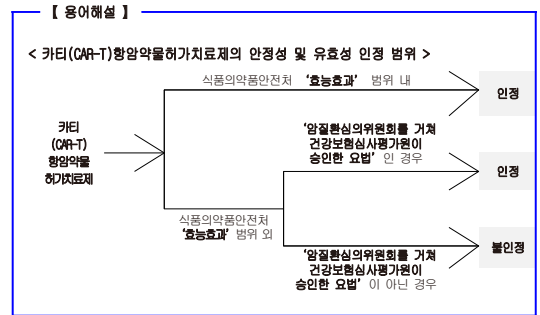 【 용어해설 】
< 카티(CAR-T)항암약물허가치료제의 안정성 및 유효성 인정 범위 >
식품의약품안전처 ‘효능효과’ 범위 내
인정
카티
(CAR-T)
항암약물
허가치료제
‘암질환심의위원회를 거쳐
건강보험심사평가원이
승인한 요법’ 인 경우
인정
식품의약품안전처
‘효능효과’ 범위 외
불인정
‘암질환심의위원회를 거쳐
건강보험심사평가원이
승인한 요법’ 이 아닌 경우